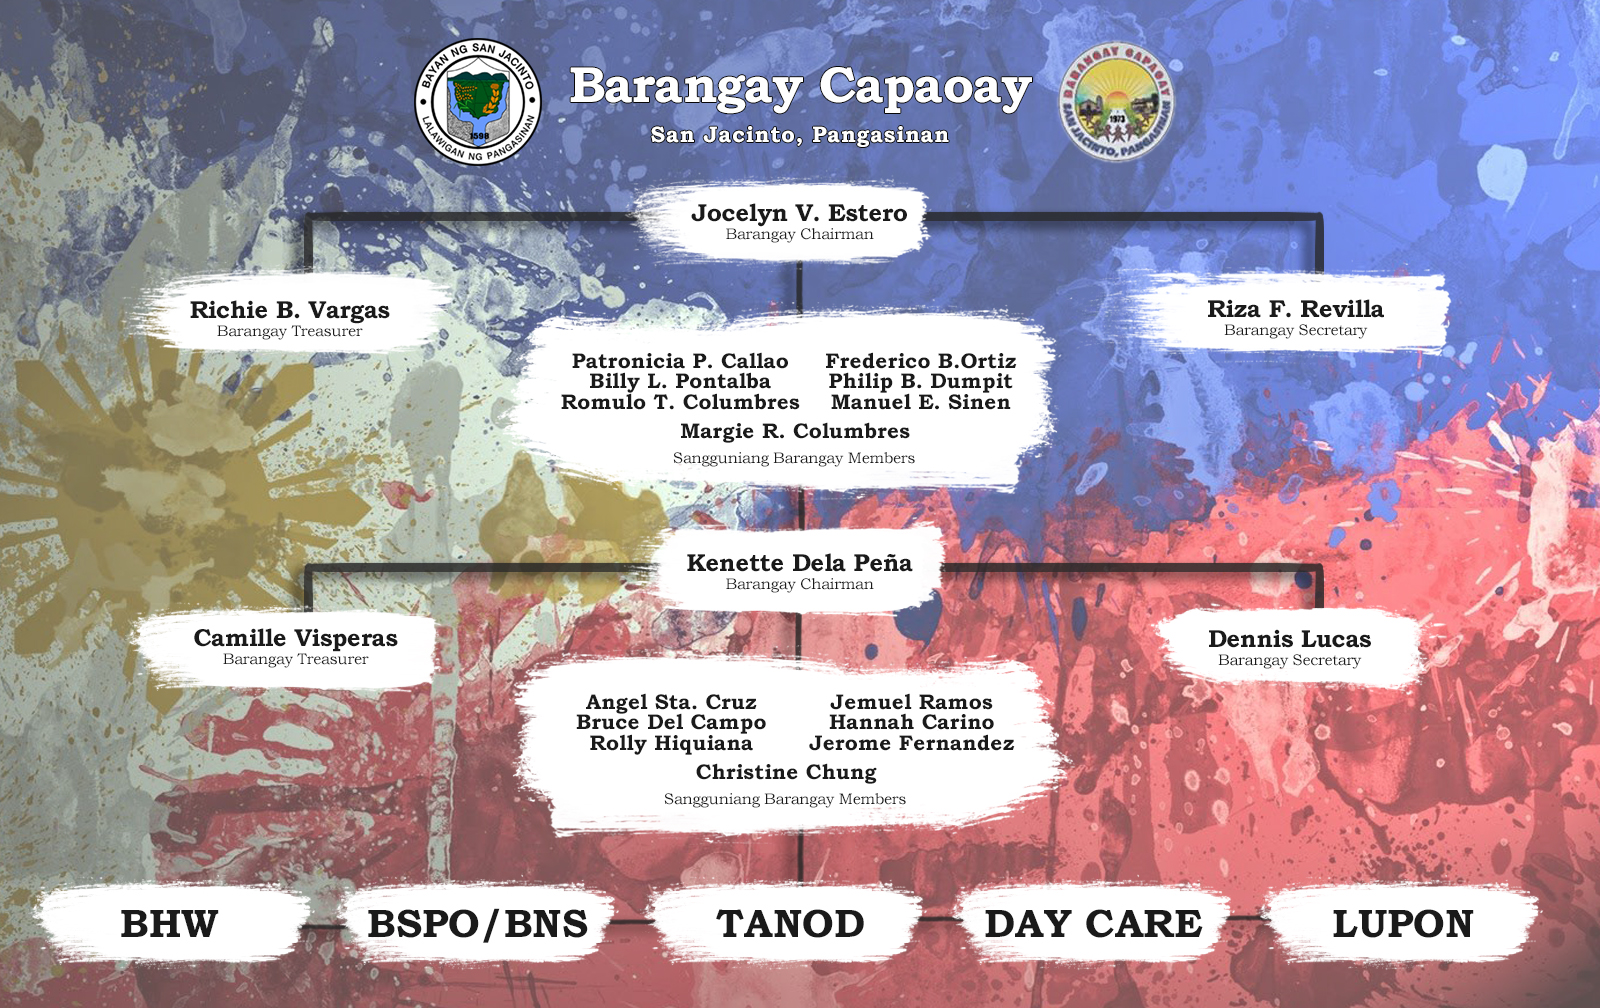 BAYAN NG SAN JACINTO
LALAWIGAN NG PANGASINAN
1598
Barangay Capaoay
San Jacinto, Pangasinan
BARANGAY CAPAOAY
SAN JACINTO, PANGASINAN
1973
Jocelyn V. Estero
Barangay Chairman
Richie B. Vargas
Barangay Treasurer
Riza F. Revilla
Barangay Secretary
Patronicia P. Callao
Billy L. Pontalba
Romulo T. Columbres
Frederico B.Ortiz
Philip B. Dumpit
Manuel E. Sinen
Margie R. Columbres
Sangguniang Barangay Members
Kenette Dela Peña
Barangay Chairman
Camille Visperas
Barangay Treasurer
Dennis Lucas
Barangay Secretary
Angel Sta. Cruz
Bruce Del Campo
Rolly Hiquiana
Jemuel Ramos
Hannah Carino
Jerome Fernandez
Christine Chung
Sangguniang Barangay Members
BHW
BSPO/BNS
TANOD
DAY CARE
LUPON